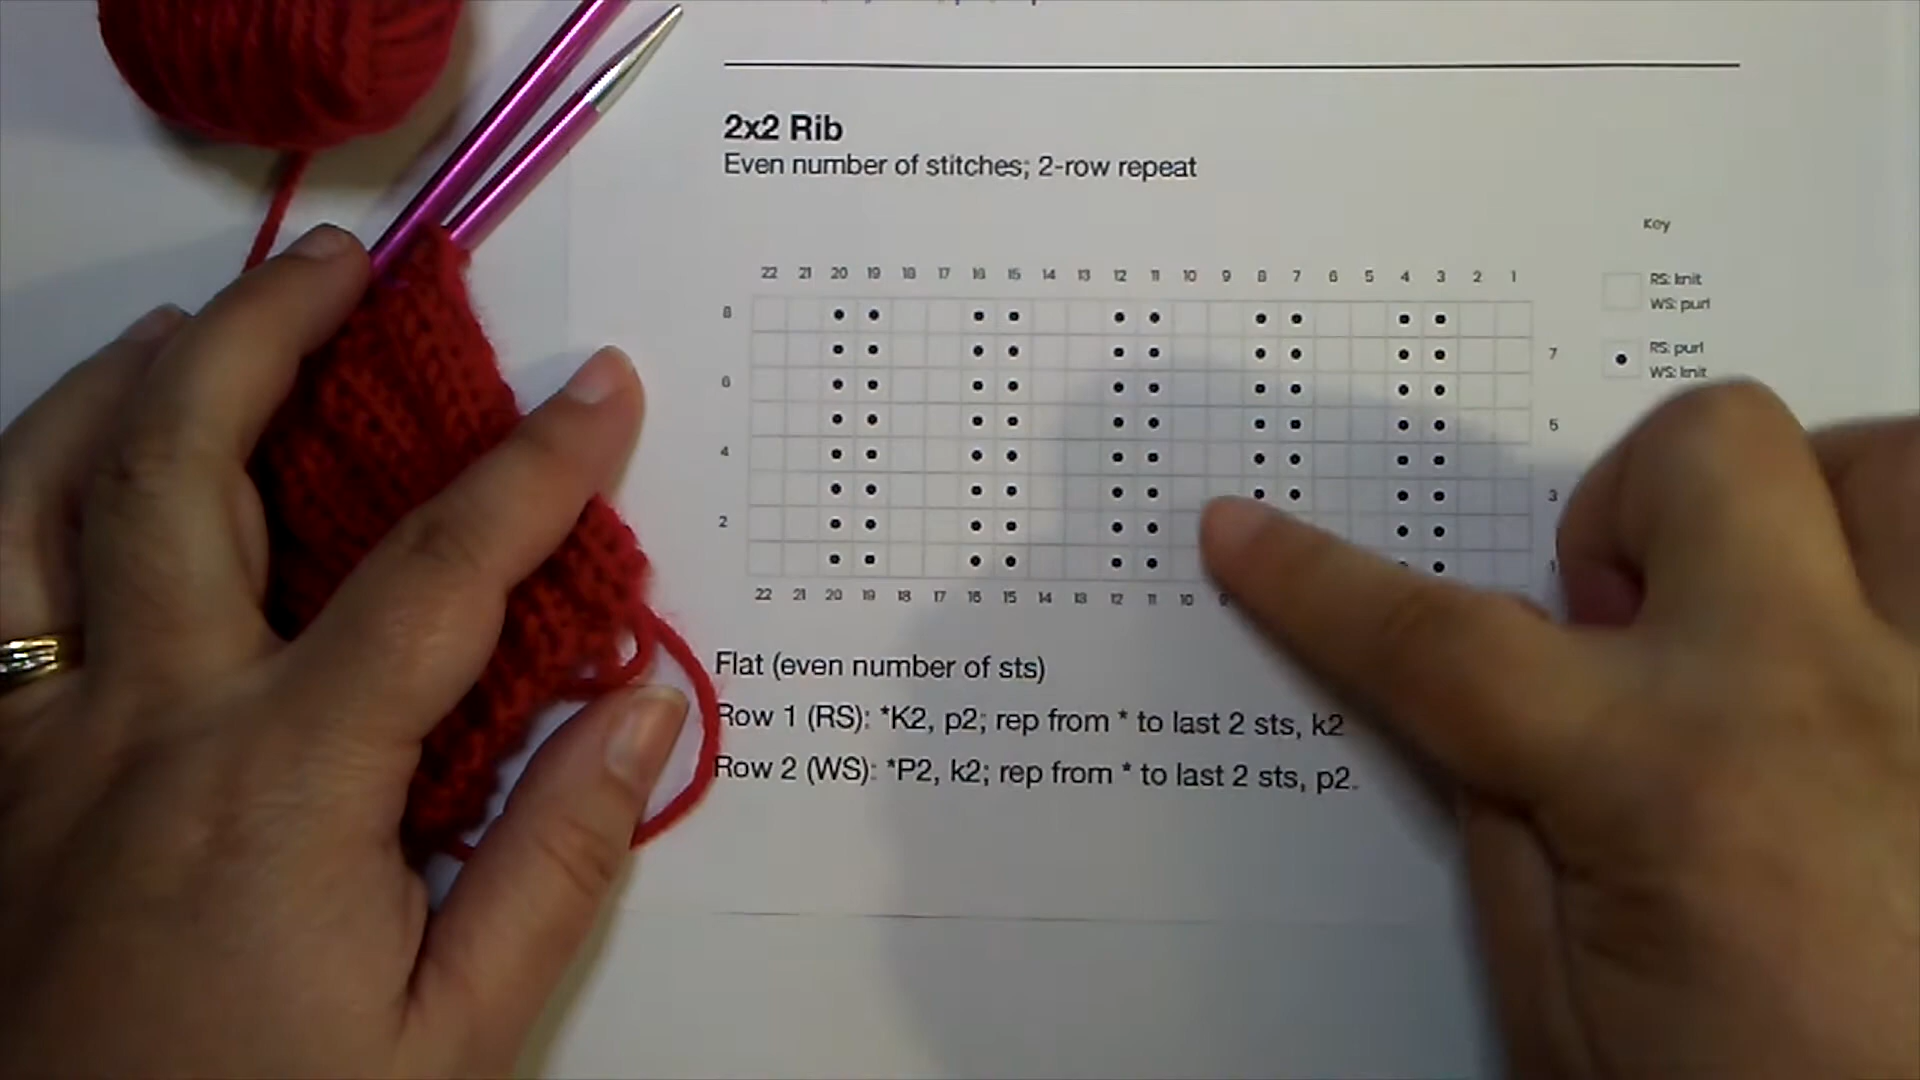 2x2 Rib
Even number of stitches; 2-row repeat
Key
22 21 20 19 18 17 16 15 14 13 12 11 10 9 8 7 6 5 4 3 2 1
RS: knit
WS: purl
8
RS: purl
WS: knit
7
6
5
4
3
2
1
22 21 20 19 18 17 16 15 14 13 12 11 10 9
Flat (even number of sts)
Row 1 (RS): *K2, p2; rep from * to last 2 sts, k2
Row 2 (WS): *P2, k2; rep from * to last 2 sts, p2.